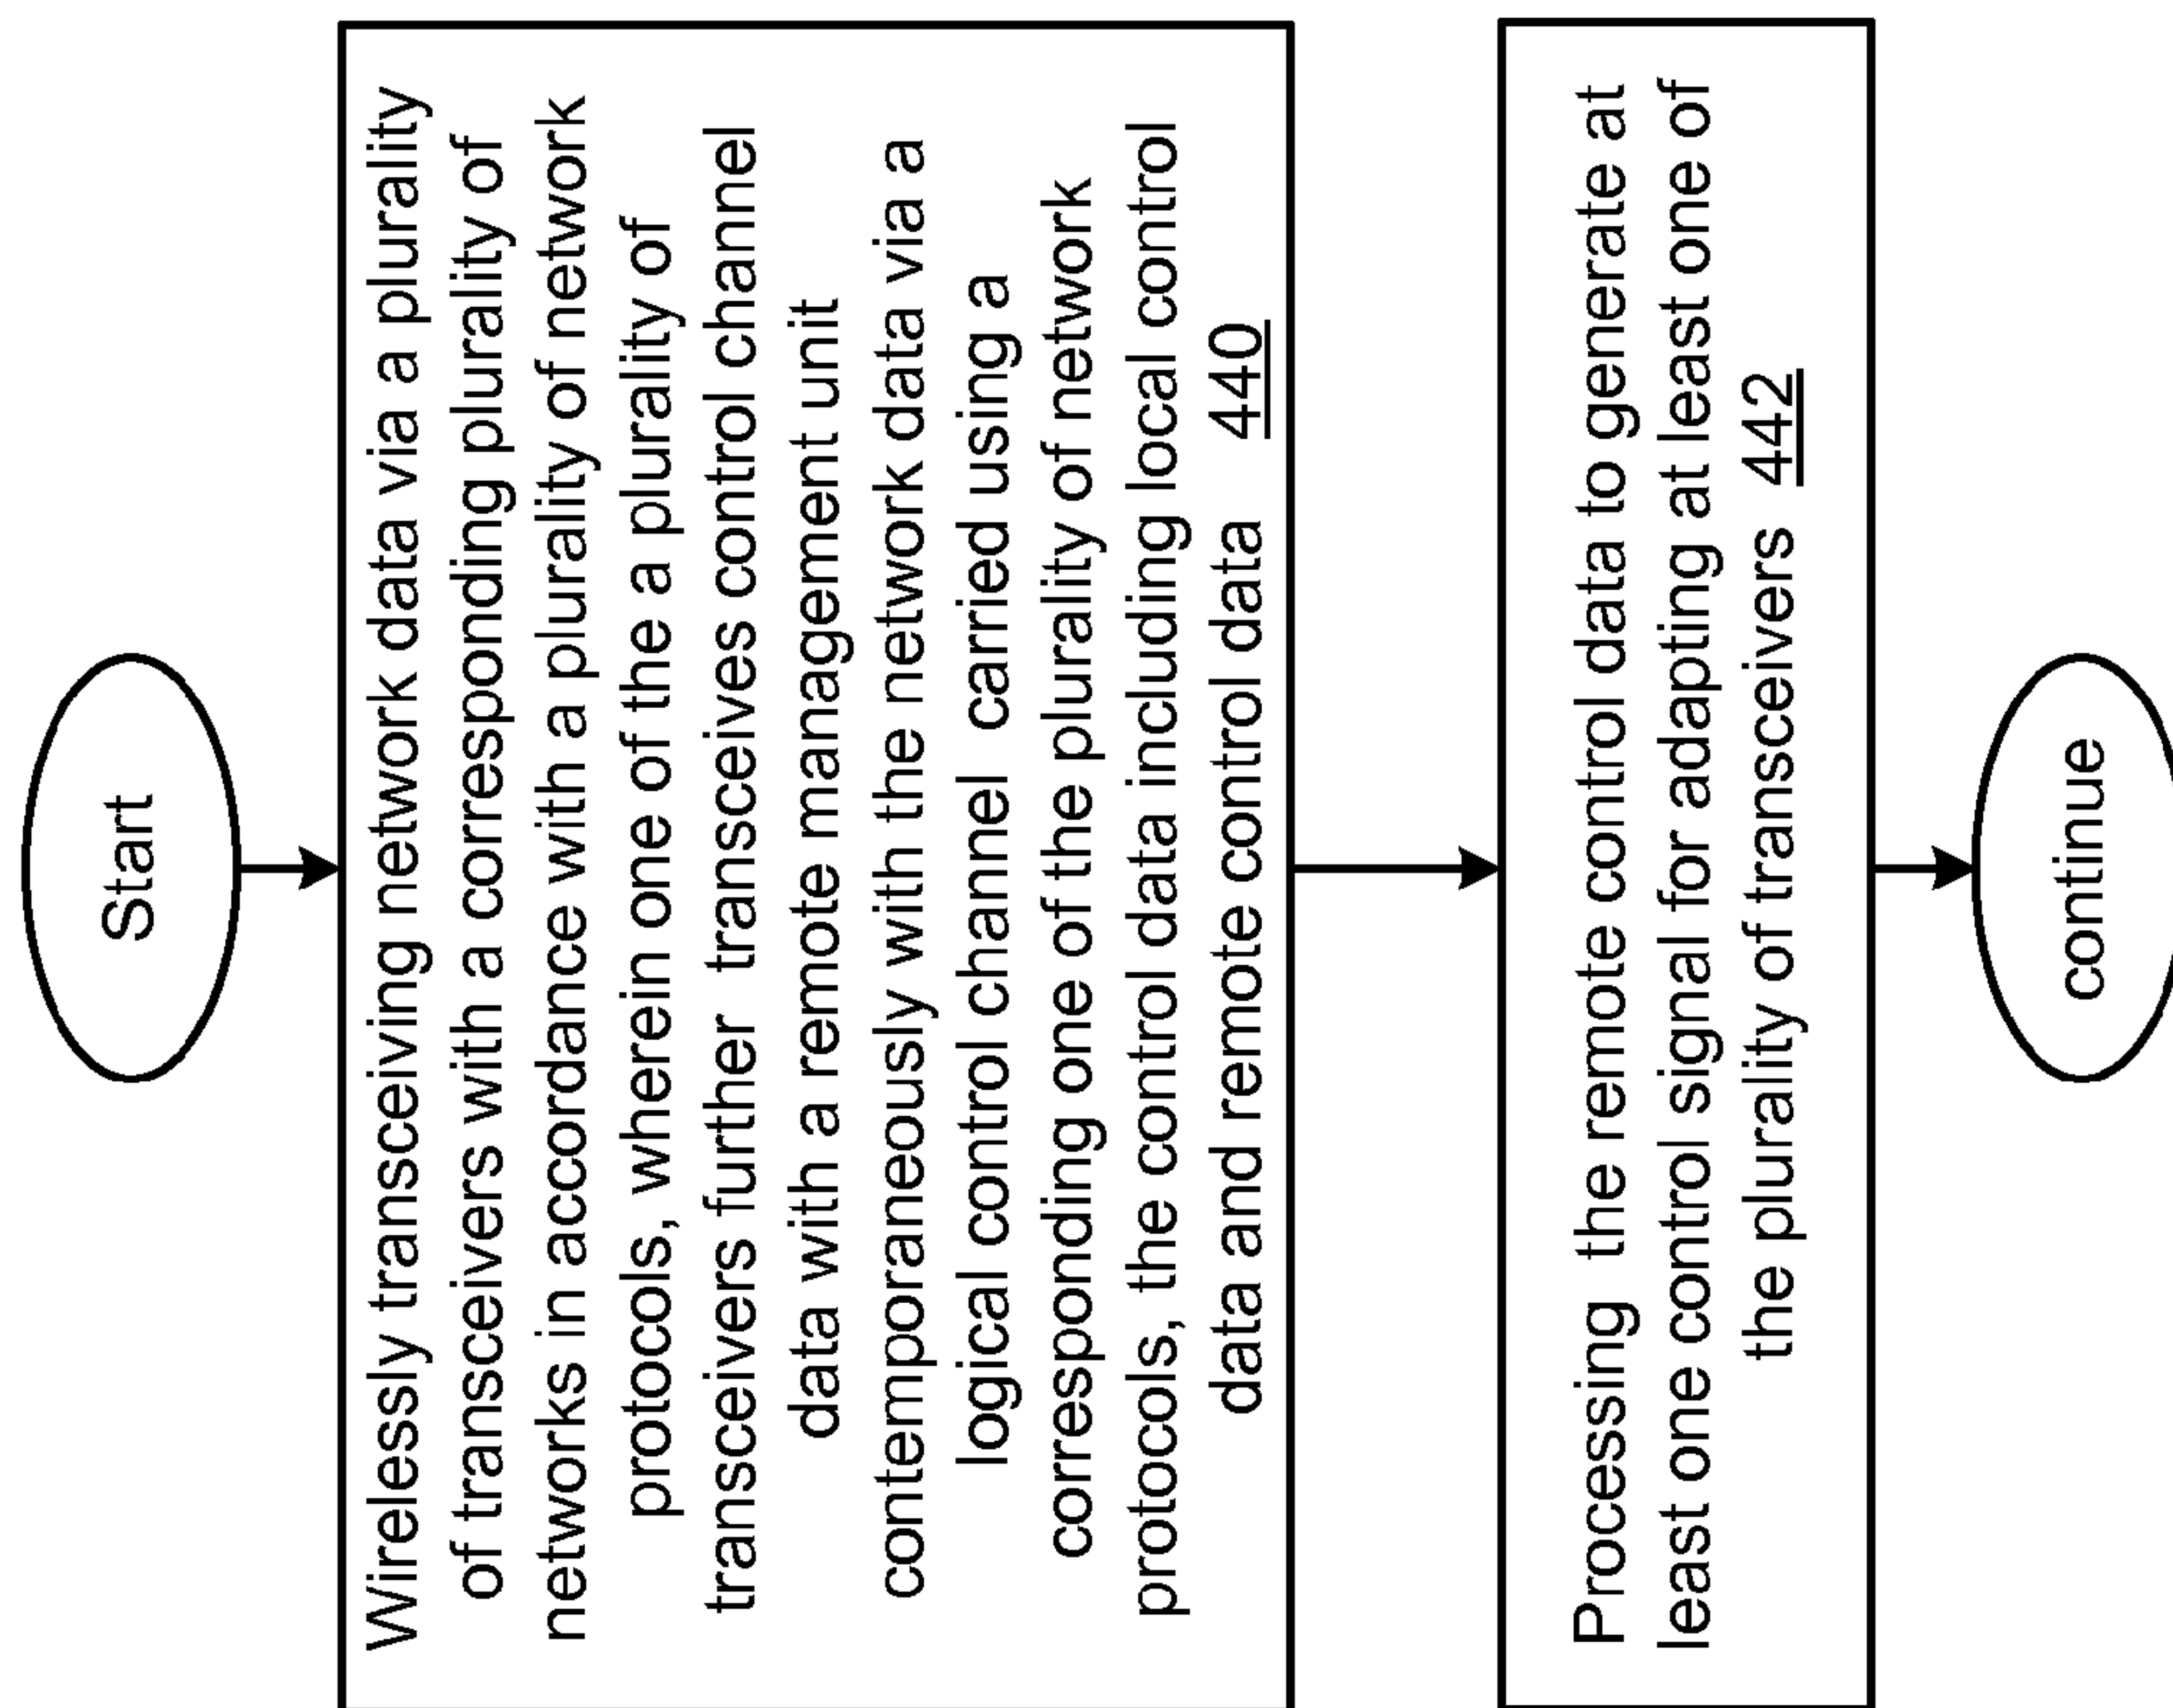 Start
Wirelessly transceiving network data via a plurality
of transceivers with a corresponding plurality of
networks in accordance with a plurality of network
protocols, wherein one of the a plurality of
transceivers further transceives control channel
data with a remote management unit
contemporaneously with the network data via a
logical control channel carried using a
corresponding one of the plurality of network
protocols, the control data including local control
data and remote control data 440
Processing the remote control data to generate at
least one control signal for adapting at least one of
the plurality of transceivers 442
continue